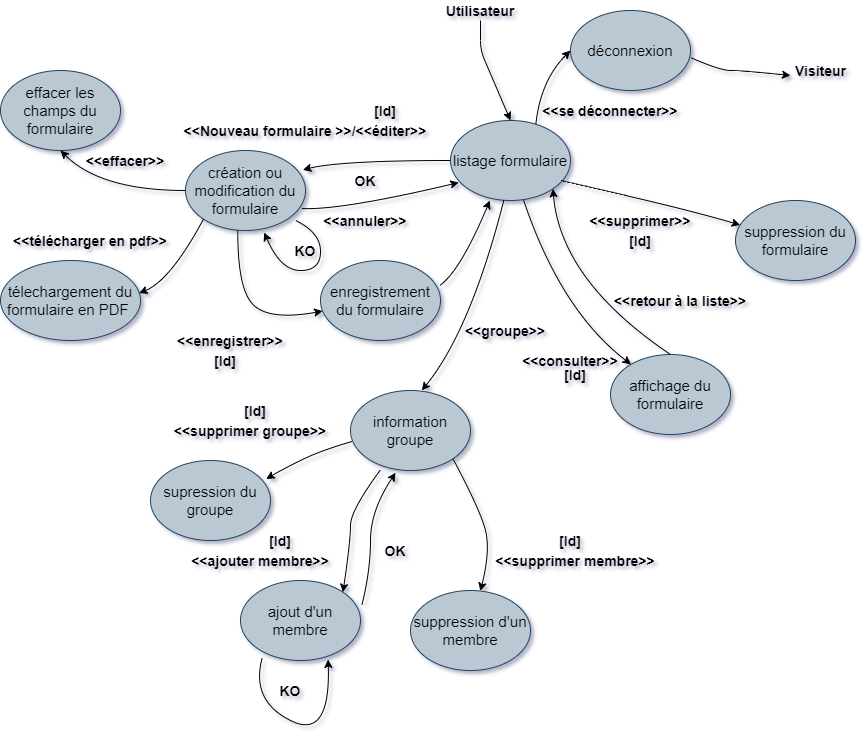 Utilisateur
déconnexion
Visiteur
effacer les
champs du
formulaire
[Id]
<<se déconnecter>>
<<Nouveau formulaire >>/<<éditer>>
<<effacer>>
listage formulaire
création ou
modification du
formulaire
OK
<<annuler>>
<<supprimer>>
[Id]
suppression du
formulaire
<<télécharger en pdf>>
KO
télechargement du
formulaire en PDF
enregistrement
du formulaire
<<retour à la liste>>
<<enregistrer>>
[Id]
<<groupe>>
<<consulter>>
[Id]
affichage du
formulaire
[Id]
<<supprimer groupe>>
information
groupe
supression du
groupe
[Id]
<<ajouter membre>>
OK
[Id]
<<supprimer membre>>
ajout d'un
membre
suppression d'un
membre
KO